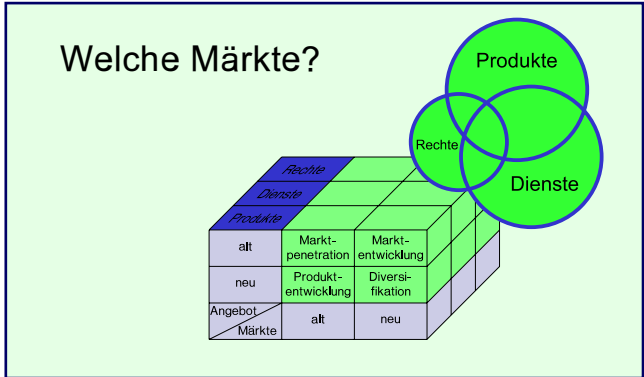 Welche Märkte?
Produkte
Rechte
Dienste
Rechte
Dienste
Produkte
alt
Markt-
penetration
Markt-
entwicklung
neu
Produkt-
entwicklung
Diversi-
fikation
Angebot
Märkte
alt
neu